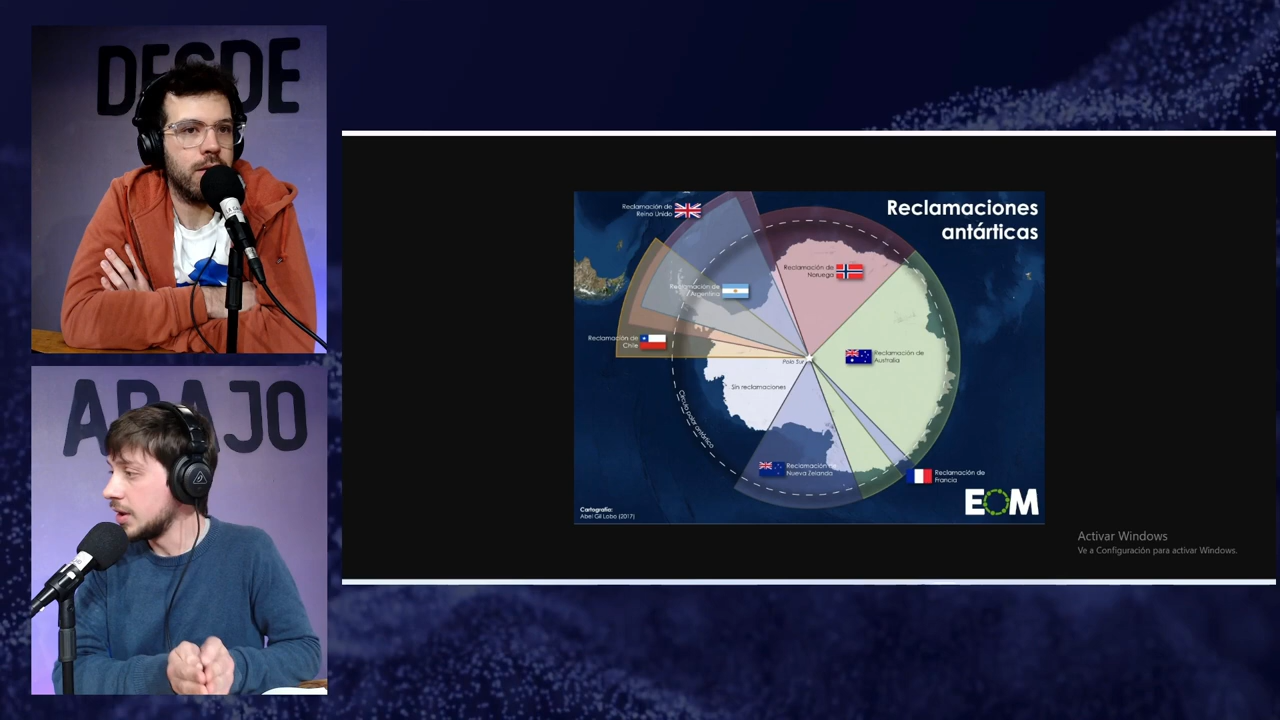 DESDE
ABAJO
Reclamaciones
antárticas
Reclamación de
Reino Unido
Reclamación de
Noruega
Reclamación de
Argentina
Reclamación de
Chile
Reclamación de
Australia
Polo Sur
Sin reclamaciones
Círculo polar antártico
Reclamación de
Nueva Zelanda
Reclamación de
Francia
Cartografía:
Abel Gil Lobo (2017)
EOM
Activar Windows
Ve a Configuración para activar Windows.